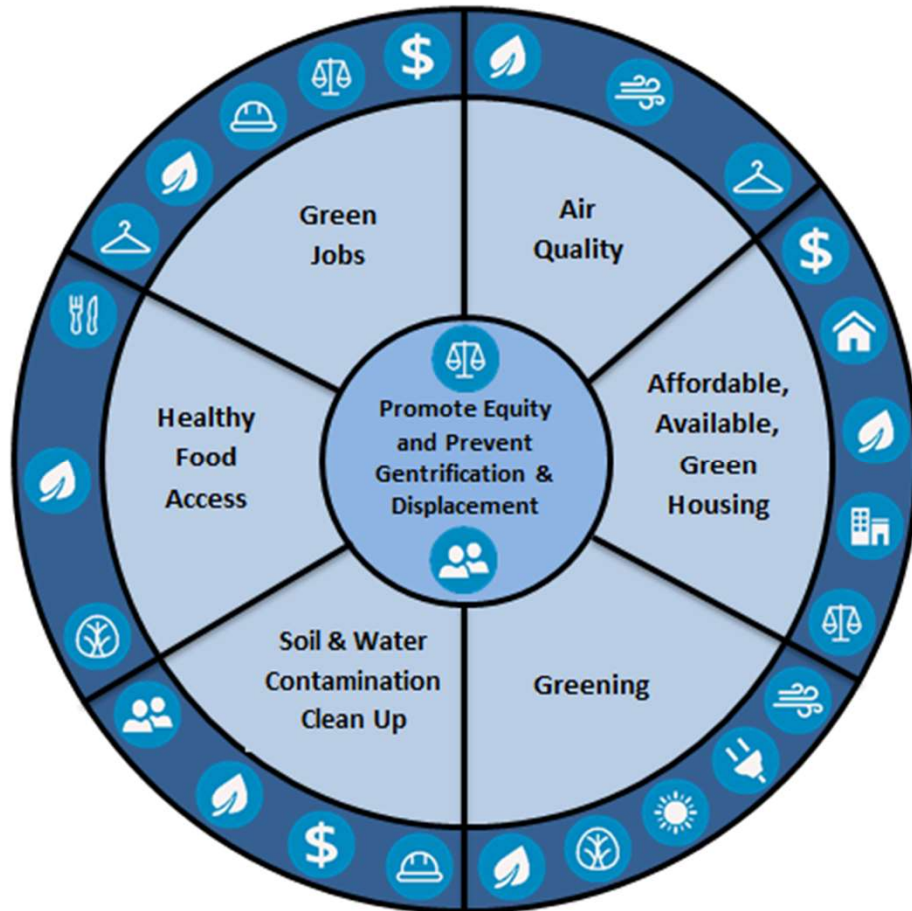 Green
Jobs
Air
Quality
Affordable,
Available,
Green
Housing
Greening
Soil & Water
Contamination
Clean Up
Healthy
Food
Access
Promote Equity
and Prevent
Gentrification &
Displacement
$
$
$